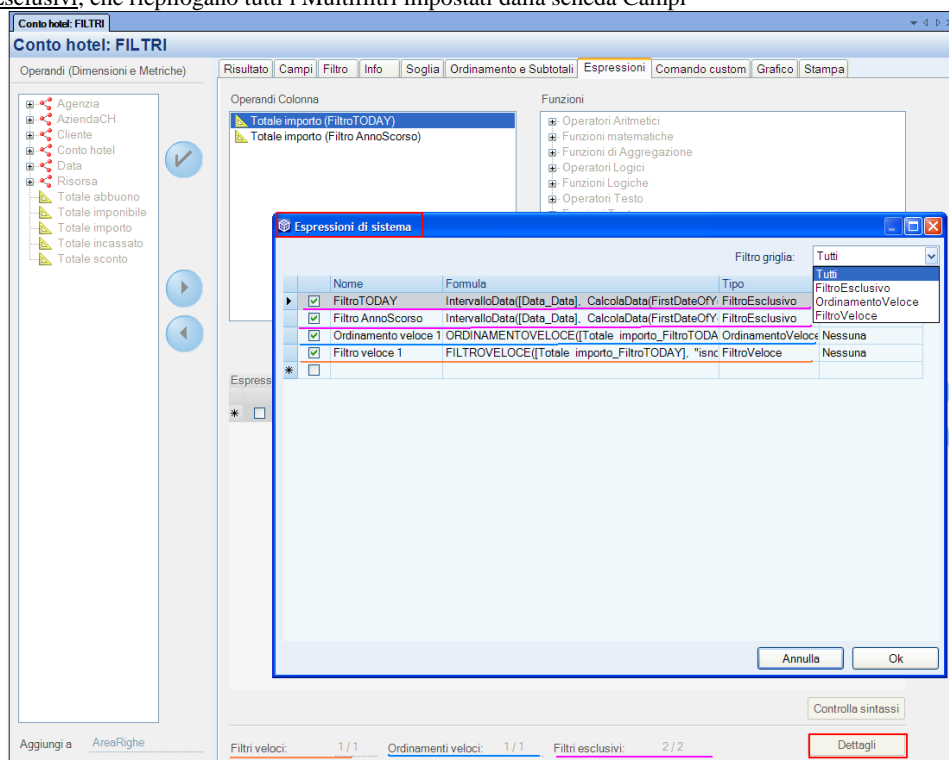 Esclusivi, che riepilogano tutti i Multifiltri impostati dalla scheda Campi
Conto hotel: FILTRI
Conto hotel: FILTRI
Operandi (Dimensioni e Metriche)
Risultato Campi Filtro Info Soglia Ordinamento e Subtotali Espressioni Comando custom Grafico Stampa
Agenzia
AziendaCH
Cliente
Conto hotel
Data
Risorsa
Totale abbuono
Totale imponibile
Totale importo
Totale incassato
Totale sconto
Operandi Colonna
Totale importo (FiltroTODAY)
Totale importo (Filtro AnnoScorso)
Funzioni
Operatori Aritmetici
Funzioni matematiche
Funzioni di Aggregazione
Operatori Logici
Funzioni Logiche
Operatori Testo
Espressioni di sistema
Filtro griglia: Tutti
Tutti
FiltroEsclusivo
OrdinamentoVeloce
FiltroVeloce
Nome Formula Tipo
FiltroTODAY IntervalloData([Data_Data], CalcolaData(FirstDateOfY FiltroEsclusivo
Filtro AnnoScorso IntervalloData([Data_Data], CalcolaData(FirstDateOfY FiltroEsclusivo
Ordinamento veloce 1 ORDINAMENTOVELOCE([Totale importo_FiltroTODA OrdinamentoVeloce Nessuna
Filtro veloce 1 FILTROVELOCE([Totale importo_FiltroTODAY], "isno FiltroVeloce Nessuna
Espress
Annulla Ok
Controlla sintassi
Aggiungi a AreaRighe
Filtri veloci: 1 / 1 Ordinamenti veloci: 1 / 1 Filtri esclusivi: 2 / 2 Dettagli